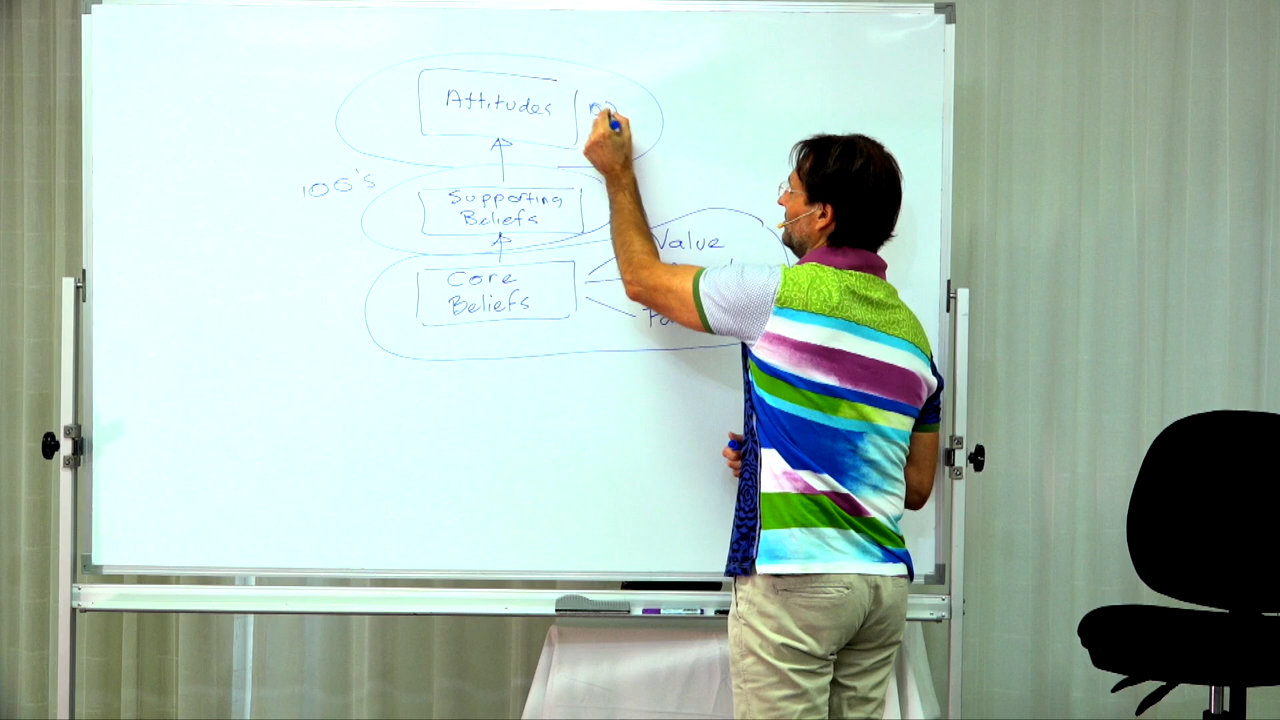 Attitudes
100's
Supporting
Beliefs
Value
Core
Beliefs